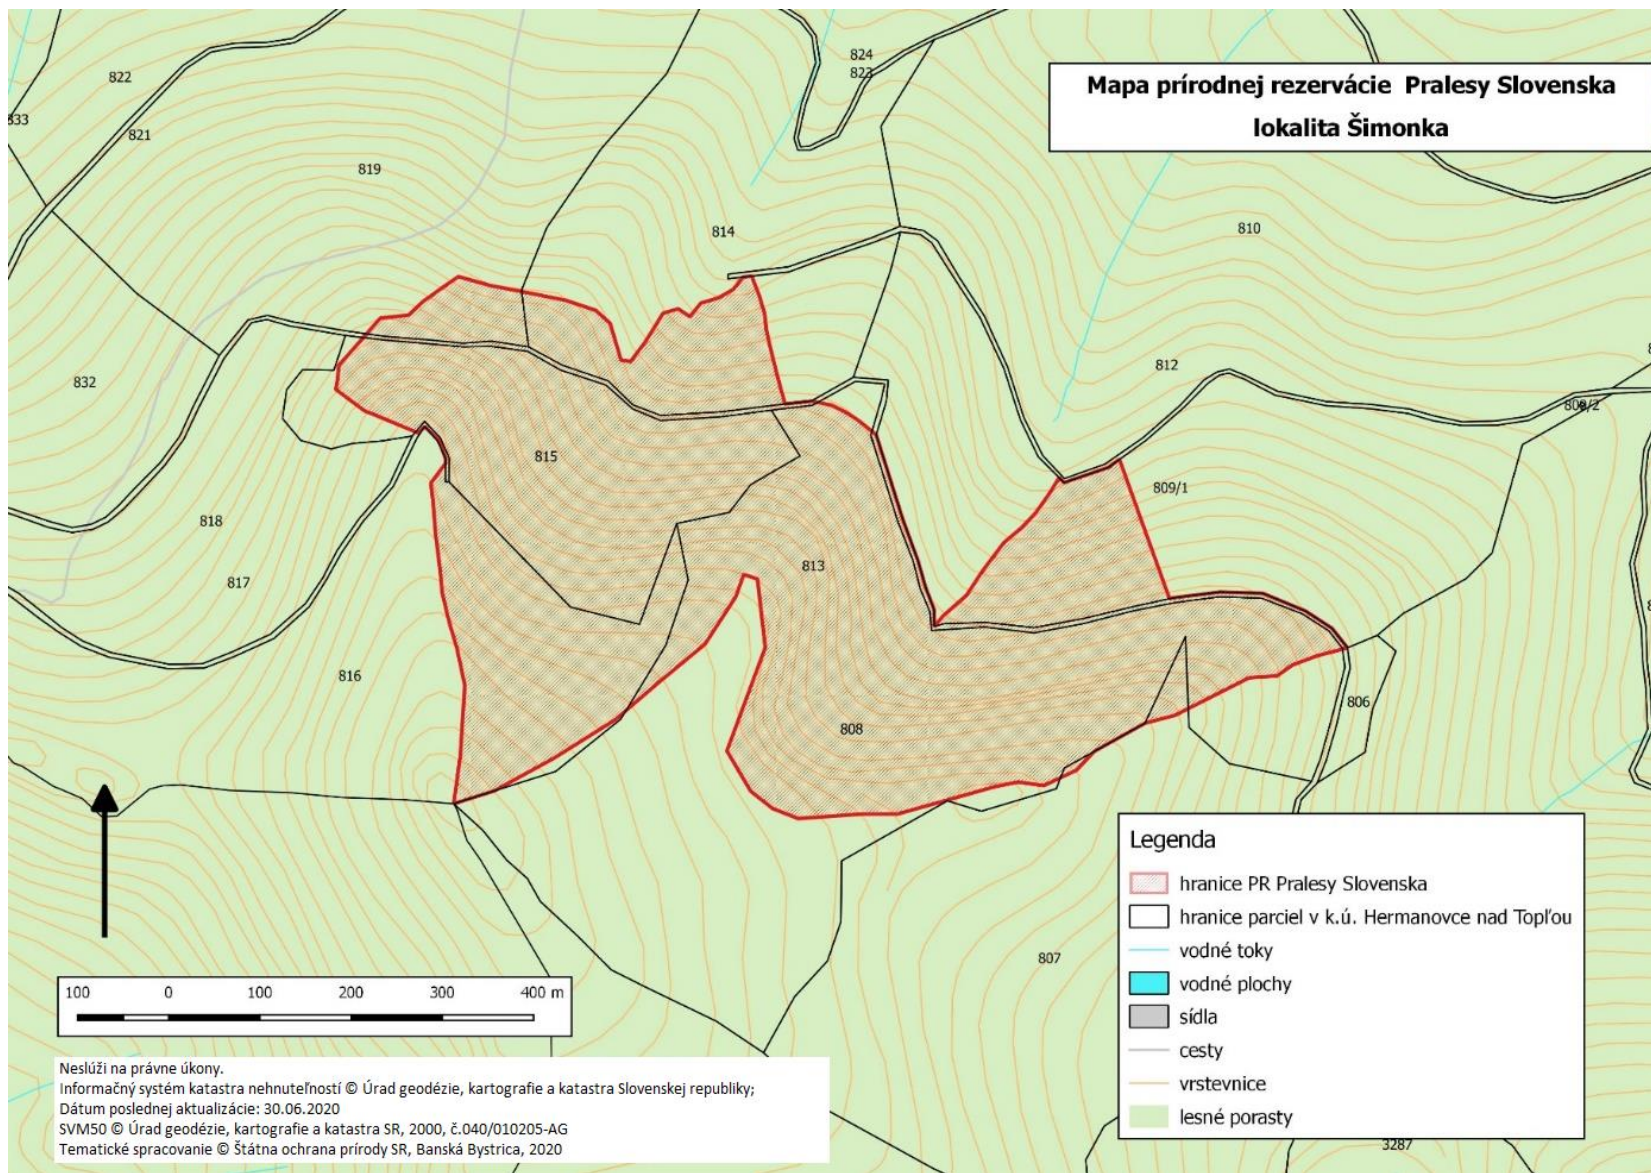 824
823
822
821
833
819
814
810
Mapa prírodnej rezervácie Pralesy Slovenska
lokalita Šimonka
832
812
809/2
815
809/1
818
813
817
816
806
808
807
Legenda
hranice PR Pralesy Slovenska
hranice parciel v k.ú. Hermanovce nad Topľou
vodné toky
vodné plochy
sídla
cesty
vrstevnice
lesné porasty
3287
100 0 100 200 300 400 m
Neslúži na právne úkony.
Informačný systém katastra nehnuteľností © Úrad geodézie, kartografie a katastra Slovenskej republiky;
Dátum poslednej aktualizácie: 30.06.2020
SVM50 © Úrad geodézie, kartografie a katastra SR, 2000, č.040/010205-AG
Tematické spracovanie © Štátna ochrana prírody SR, Banská Bystrica, 2020